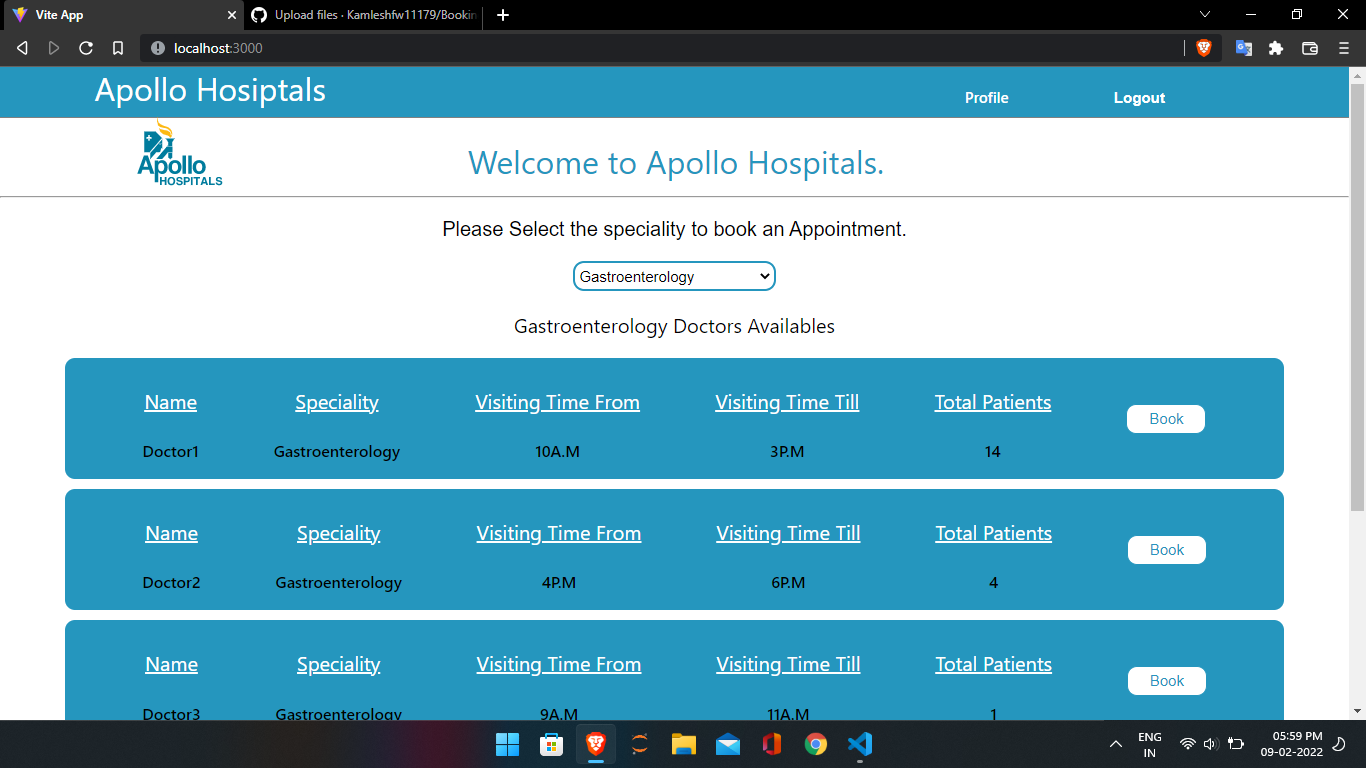 Vite App
Upload files · Kamleshfw11179/Bookin
localhost:3000
Apollo Hosiptals
Profile
Logout
Apollo
HOSPITALS
Welcome to Apollo Hospitals.
Please Select the speciality to book an Appointment.
Gastroenterology
Gastroenterology Doctors Availables
Name Speciality Visiting Time From Visiting Time Till Total Patients
Book
Doctor1 Gastroenterology 10A.M 3P.M 14
Name Speciality Visiting Time From Visiting Time Till Total Patients
Book
Doctor2 Gastroenterology 4P.M 6P.M 4
Name Speciality Visiting Time From Visiting Time Till Total Patients
Book
Doctor3 Gastroenterology 9A.M 11A.M 1
ENG
IN
05:59 PM
09-02-2022